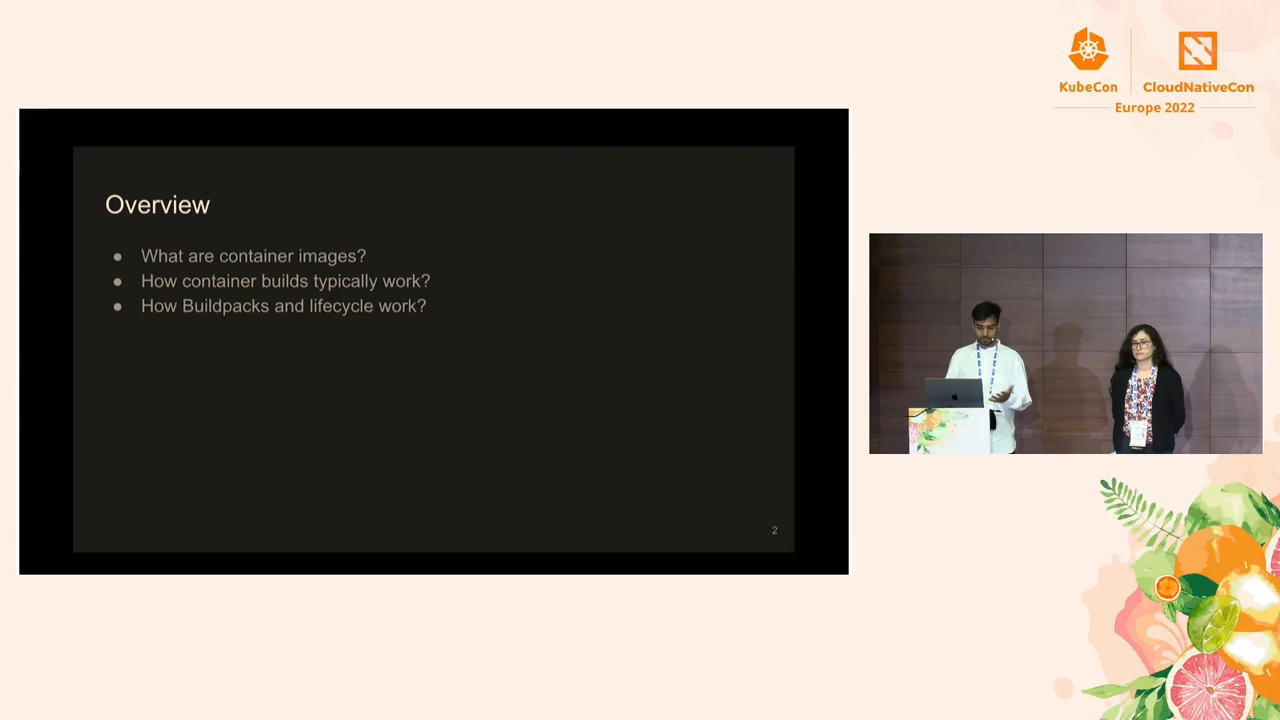 KubeCon
CloudNativeCon
Europe 2022
Overview
● What are container images?
● How container builds typically work?
● How Buildpacks and lifecycle work?
2